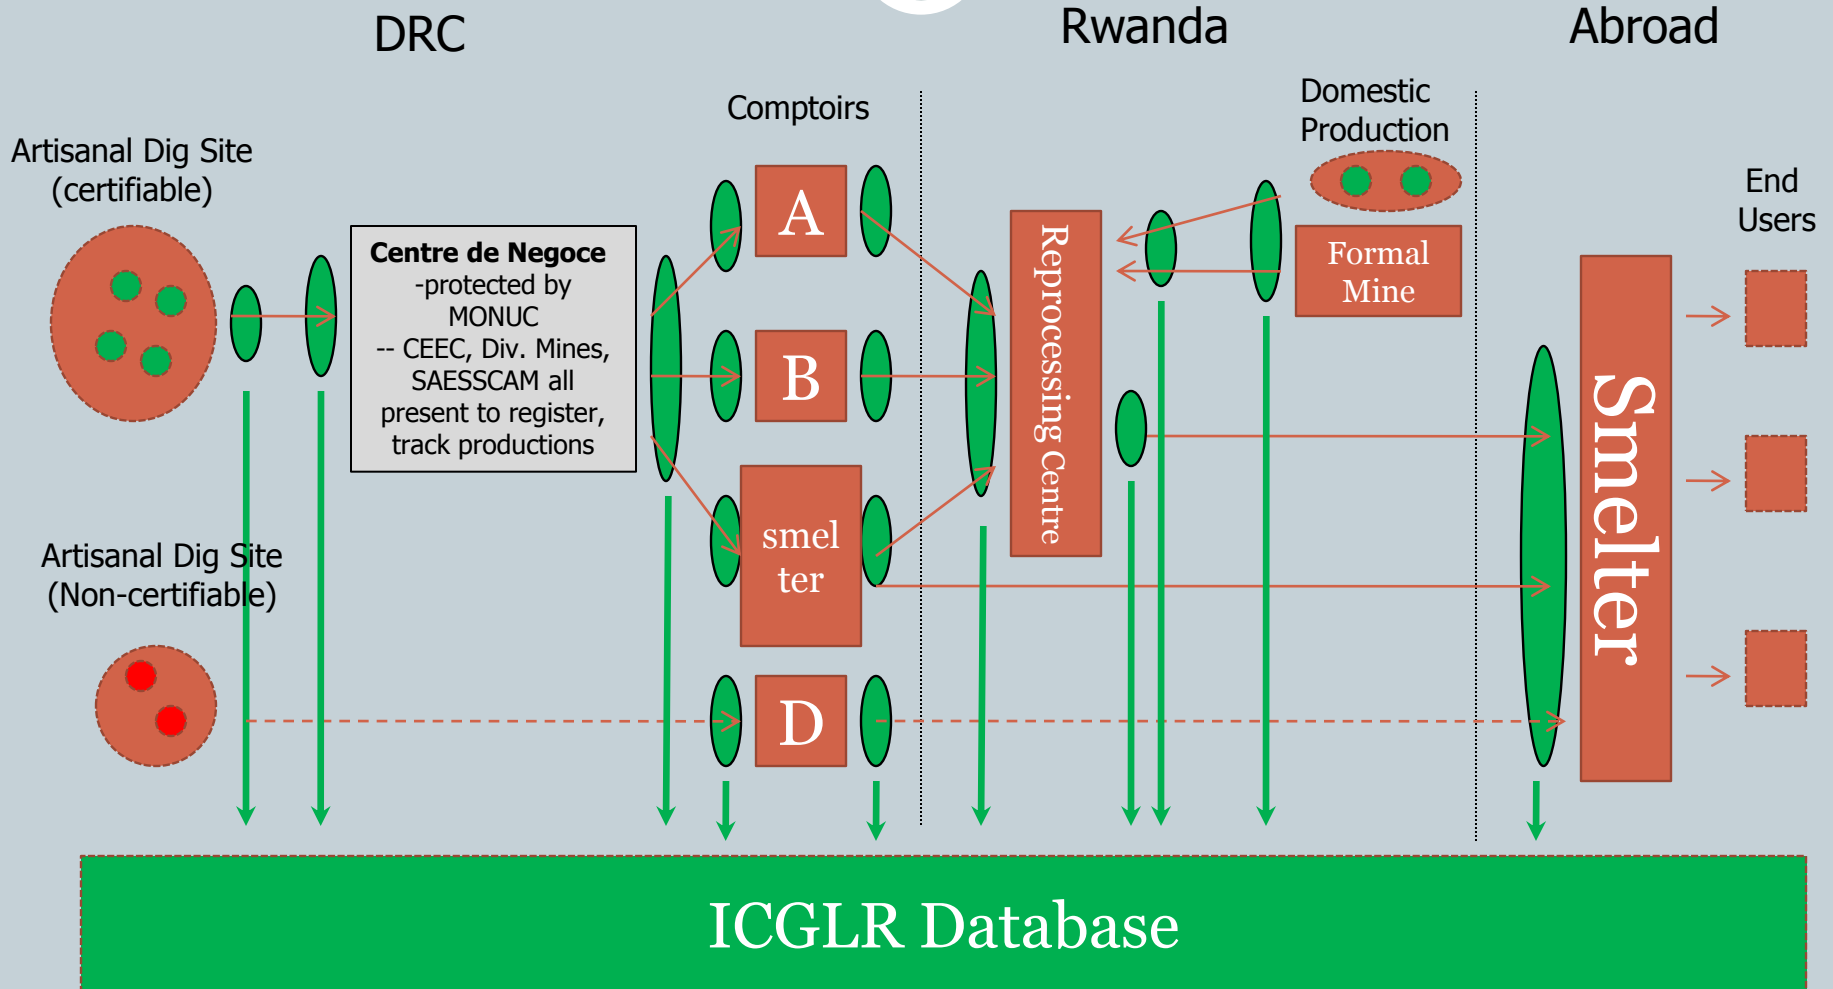 DRC
Rwanda
Abroad
Artisanal Dig Site
(certifiable)
Centre de Negoce
-protected by
MONUC
-- CEEC, Div. Mines,
SAESSCAM all
present to register,
track productions
Comptoirs
A
B
smel
ter
D
Artisanal Dig Site
(Non-certifiable)
Reprocessing Centre
Domestic
Production
Formal
Mine
Smelter
End
Users
ICGLR Database